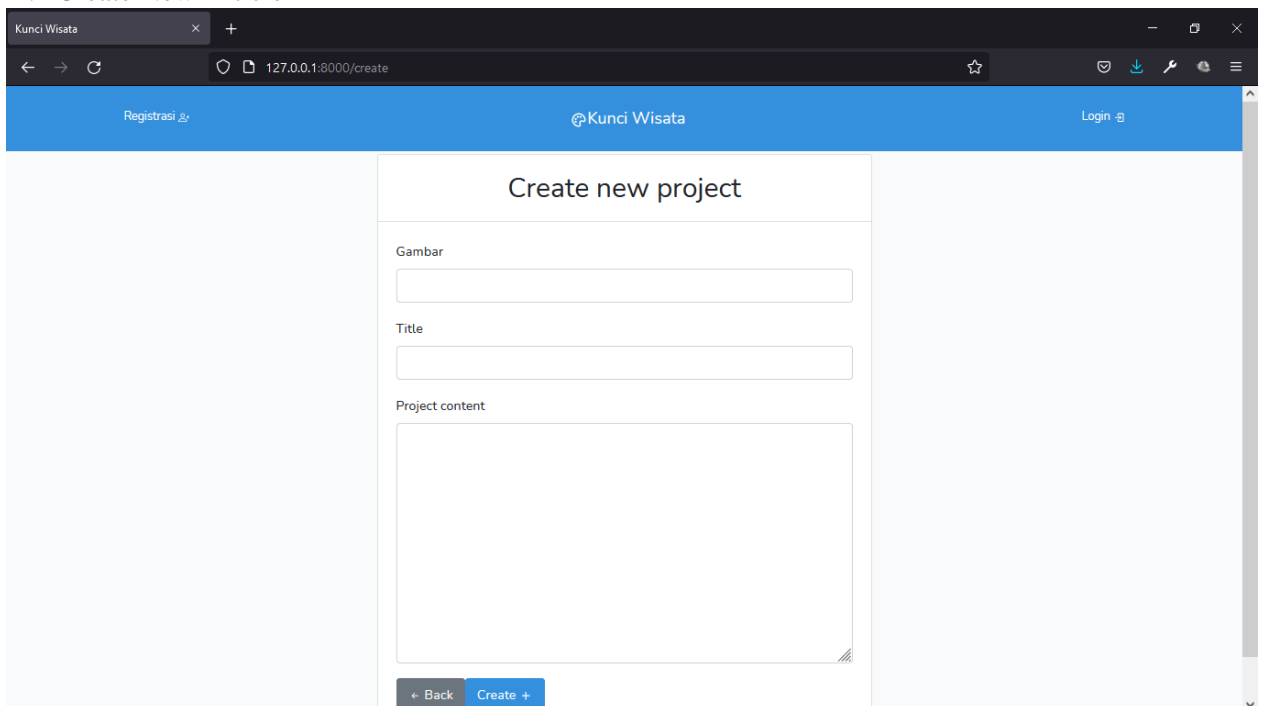 Kunci Wisata
127.0.0.1:8000/create
Registrasi
Kunci Wisata
Login
Create new project
Gambar
Title
Project content
← Back
Create +